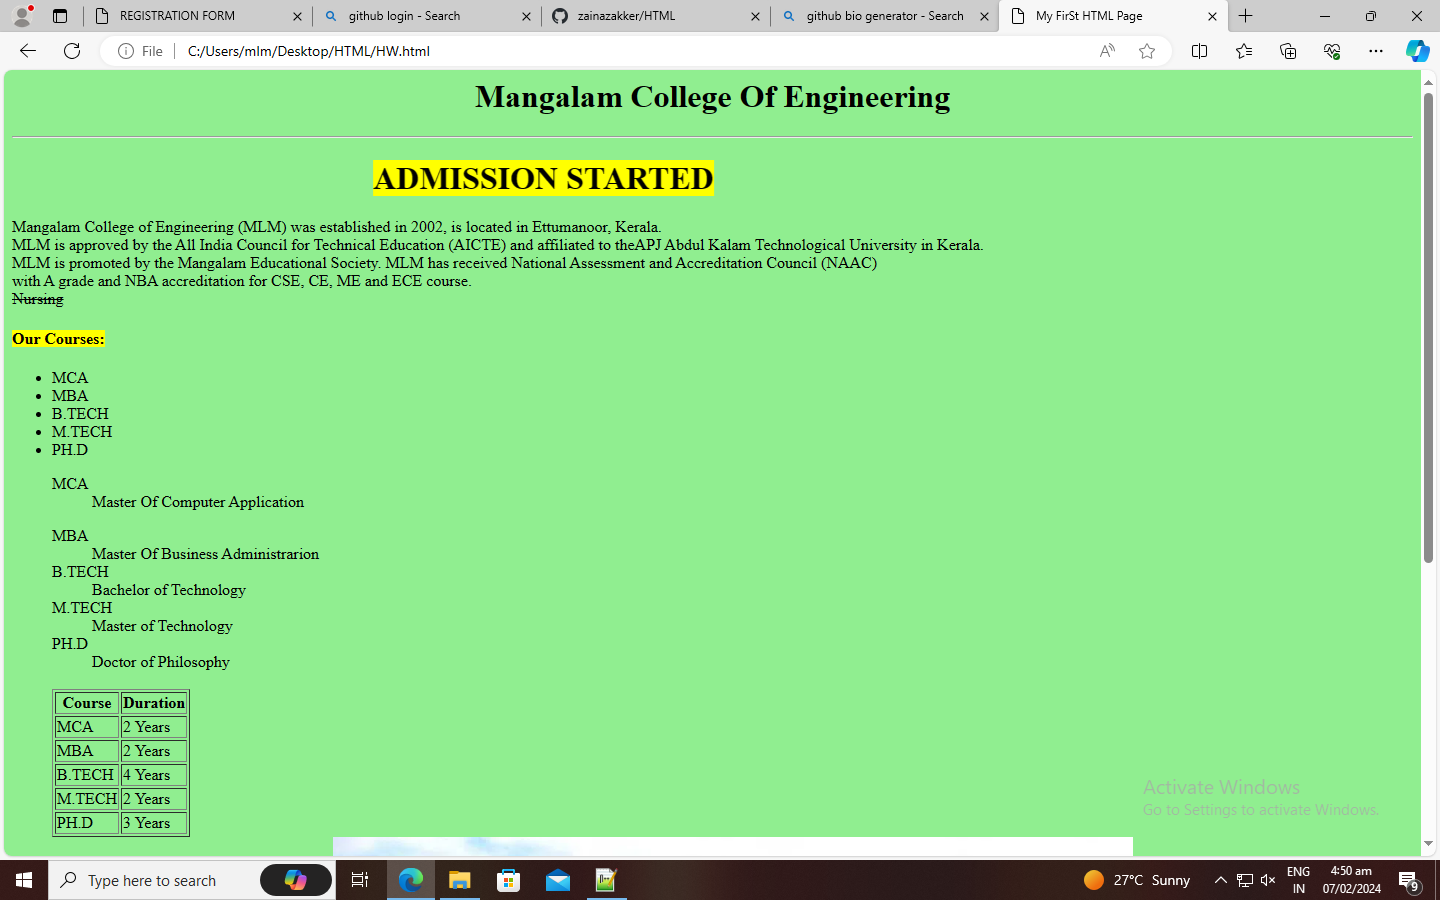 REGISTRATION FORM
github login - Search
zainazakker/HTML
github bio generator - Search
My FirSt HTML Page
File
C:/Users/mlm/Desktop/HTML/HW.html
Mangalam College Of Engineering
ADMISSION STARTED
Mangalam College of Engineering (MLM) was established in 2002, is located in Ettumanoor, Kerala.
MLM is approved by the All India Council for Technical Education (AICTE) and affiliated to theAPJ Abdul Kalam Technological University in Kerala.
MLM is promoted by the Mangalam Educational Society. MLM has received National Assessment and Accreditation Council (NAAC)
with A grade and NBA accreditation for CSE, CE, ME and ECE course.
Nursing
Our Courses:
MCA
MBA
B.TECH
M.TECH
PH.D
MCA
Master Of Computer Application
MBA
Master Of Business Administrarion
B.TECH
Bachelor of Technology
M.TECH
Master of Technology
PH.D
Doctor of Philosophy
Course Duration
MCA 2 Years
MBA 2 Years
B.TECH 4 Years
M.TECH 2 Years
PH.D 3 Years
Activate Windows
Go to Settings to activate Windows.
Type here to search
27°C Sunny
ENG
IN
4:50 am
07/02/2024
9